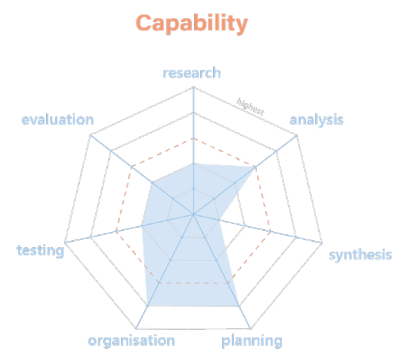 Capability
research
highest
evaluation
analysis
testing
synthesis
organisation
planning